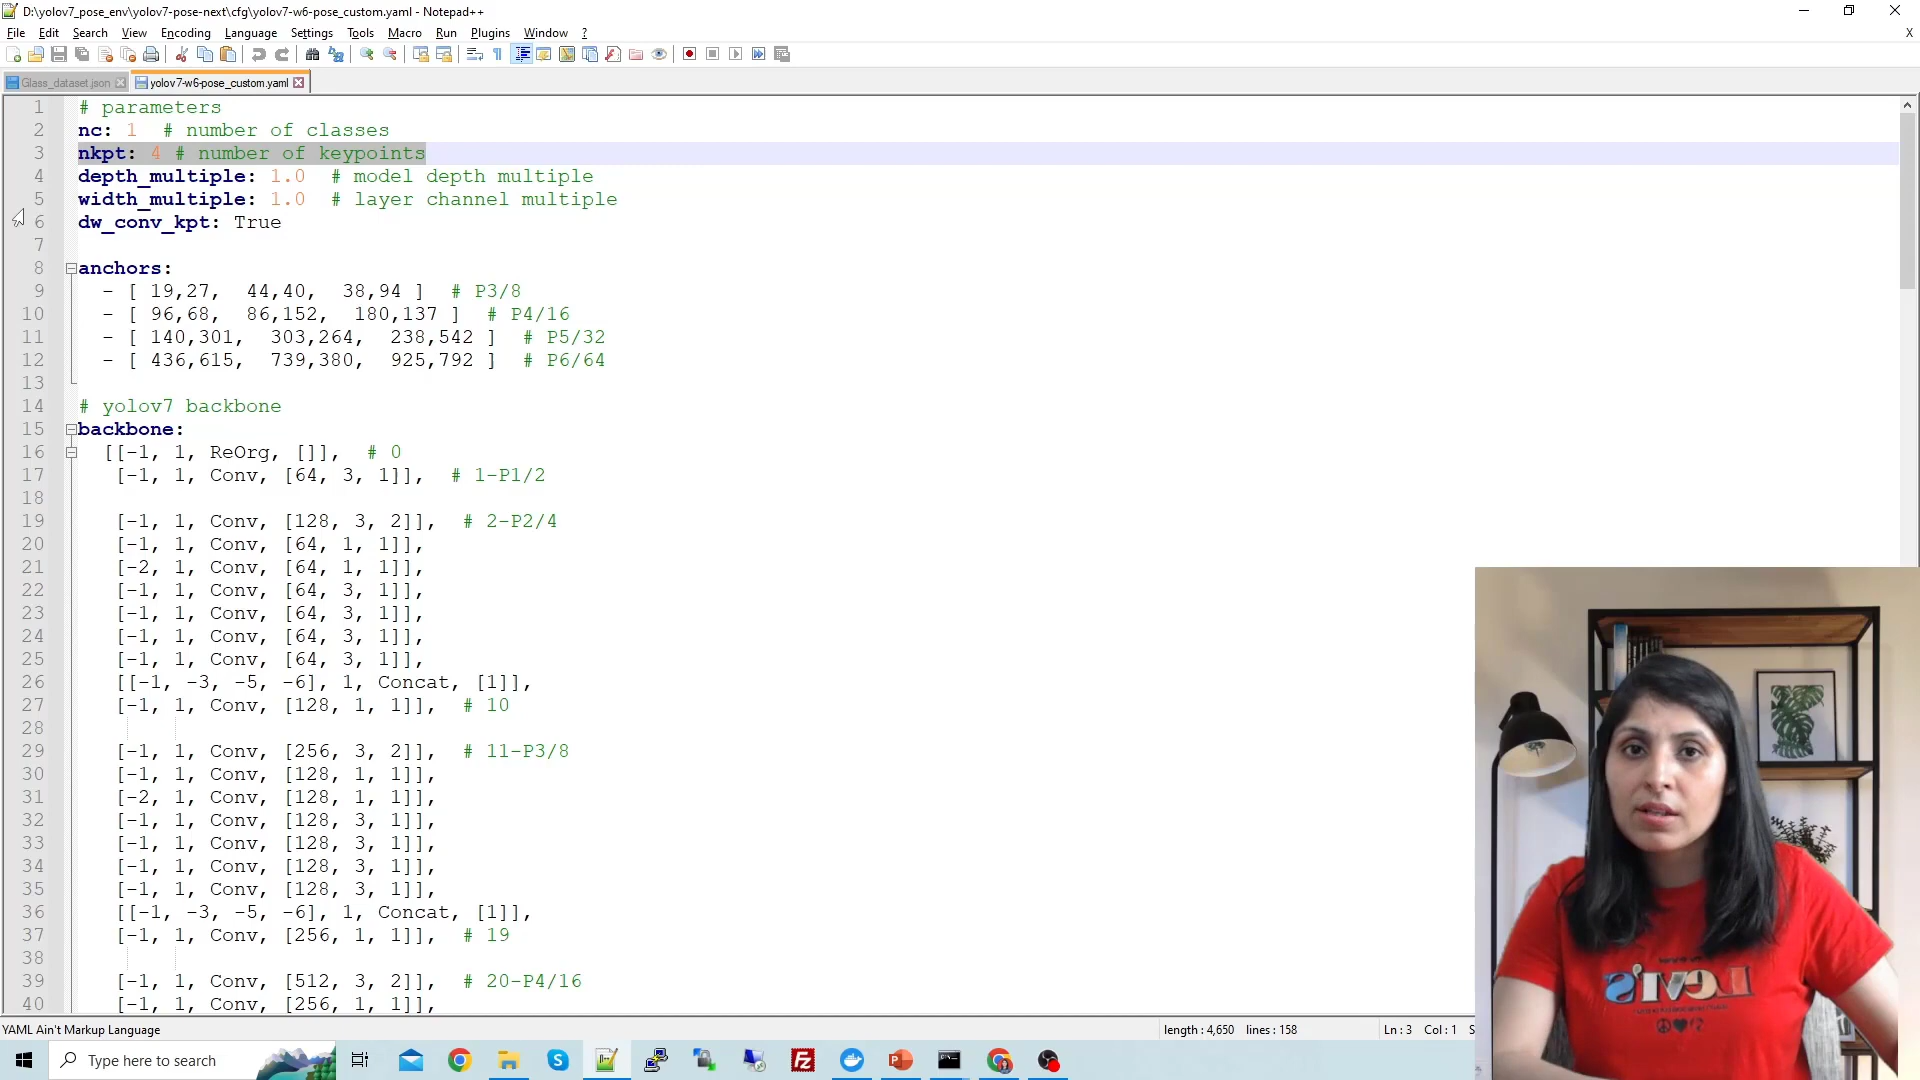 D:\yolov7_pose_env\yolov7-pose-next\cfg\yolov7-w6-pose_custom.yaml - Notepad++
File Edit Search View Encoding Language Settings Tools Macro Run Plugins Window ? X
Glass_dataset.json yolov7-w6-pose_custom.yaml
1 # parameters
2 nc: 1 # number of classes
3 nkpt: 4 # number of keypoints
4 depth_multiple: 1.0 # model depth multiple
5 width_multiple: 1.0 # layer channel multiple
6 dw_conv_kpt: True
7
8 anchors:
9 - [ 19,27, 44,40, 38,94 ] # P3/8
10 - [ 96,68, 86,152, 180,137 ] # P4/16
11 - [ 140,301, 303,264, 238,542 ] # P5/32
12 - [ 436,615, 739,380, 925,792 ] # P6/64
13
14 # yolov7 backbone
15 backbone:
16 [[-1, 1, ReOrg, []], # 0
17 [-1, 1, Conv, [64, 3, 1]], # 1-P1/2
18
19 [-1, 1, Conv, [128, 3, 2]], # 2-P2/4
20 [-1, 1, Conv, [64, 1, 1]],
21 [-2, 1, Conv, [64, 1, 1]],
22 [-1, 1, Conv, [64, 3, 1]],
23 [-1, 1, Conv, [64, 3, 1]],
24 [-1, 1, Conv, [64, 3, 1]],
25 [-1, 1, Conv, [64, 3, 1]],
26 [[-1, -3, -5, -6], 1, Concat, [1]],
27 [-1, 1, Conv, [128, 1, 1]], # 10
28
29 [-1, 1, Conv, [256, 3, 2]], # 11-P3/8
30 [-1, 1, Conv, [128, 1, 1]],
31 [-2, 1, Conv, [128, 1, 1]],
32 [-1, 1, Conv, [128, 3, 1]],
33 [-1, 1, Conv, [128, 3, 1]],
34 [-1, 1, Conv, [128, 3, 1]],
35 [-1, 1, Conv, [128, 3, 1]],
36 [[-1, -3, -5, -6], 1, Concat, [1]],
37 [-1, 1, Conv, [256, 1, 1]], # 19
38
39 [-1, 1, Conv, [512, 3, 2]], # 20-P4/16
40 [-1, 1, Conv, [256, 1, 1]],
Levi's
YAML Ain't Markup Language length : 4,650 lines : 158 Ln : 3 Col : 1 S
Type here to search